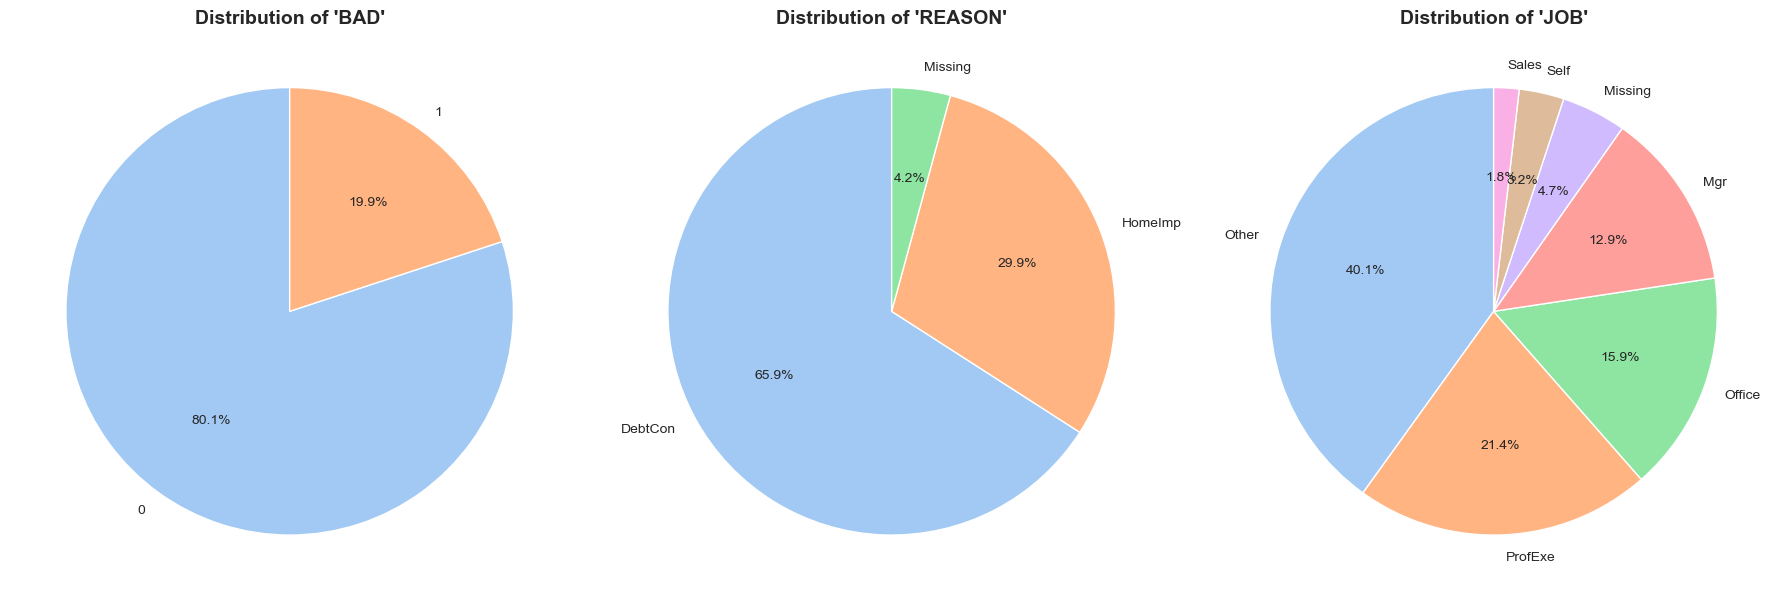 Distribution of 'BAD'
1
19.9%
80.1%
0
Distribution of 'REASON'
Missing
4.2%
HomeImp
29.9%
65.9%
DebtCon
Distribution of 'JOB'
Sales
Self
Missing
1.8%
3.2%
4.7%
Mgr
Other
12.9%
40.1%
15.9%
Office
21.4%
ProfExe